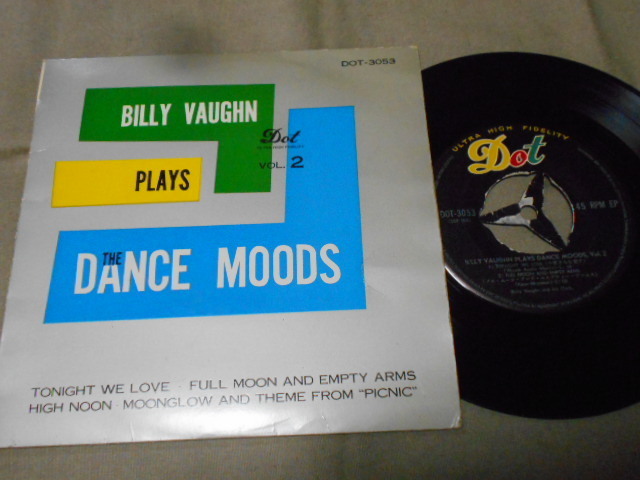 DOT-3053
BILLY VAUGHN
Dot
VOL. 2
PLAYS
THE
DANCE MOODS
TONIGHT WE LOVE · FULL MOON AND EMPTY ARMS
HIGH NOON · MOONGLOW AND THEME FROM "PICNIC"
ULTRA HIGH FIDELITY
Dot
DOT-3053
45 RPM EP
BILLY VAUGHN PLAYS DANCE MOODS, Vol. 2